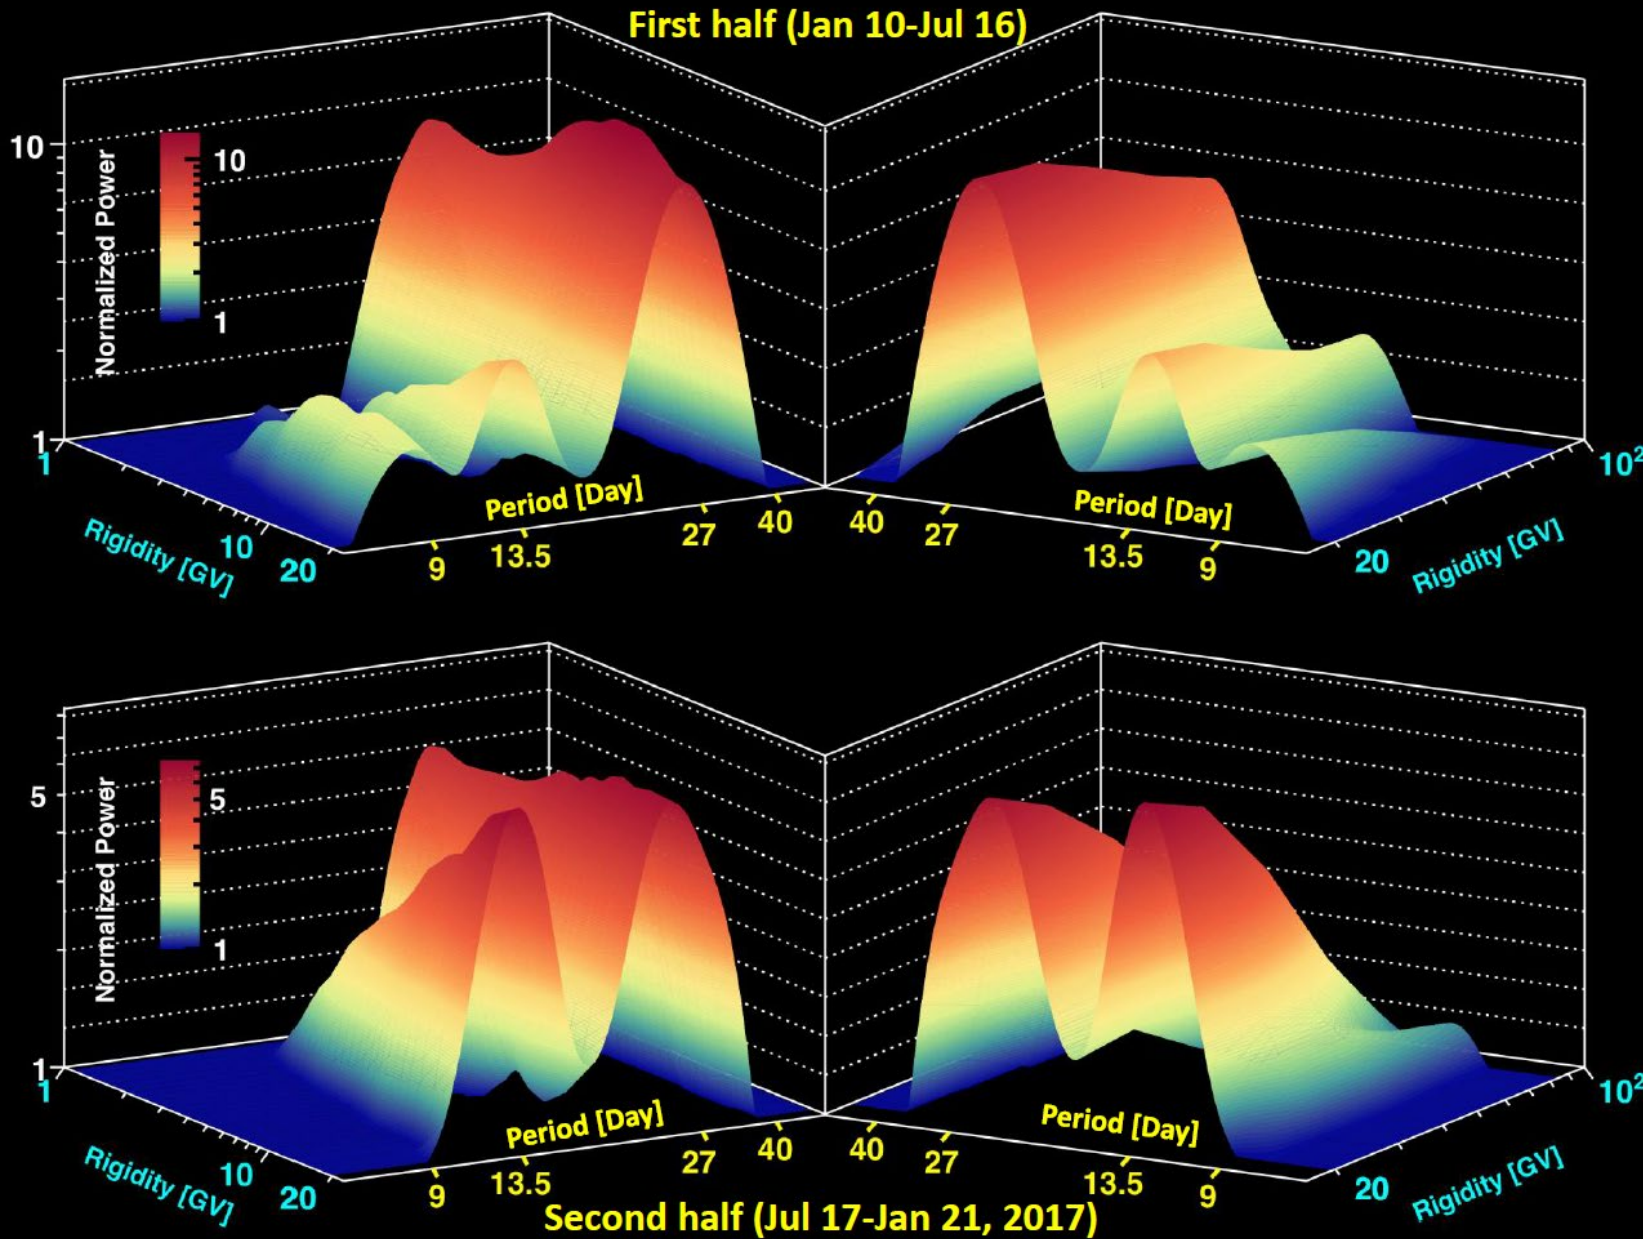 First half (Jan 10-Jul 16)
10
Normalized Power
10
1
1
1
Rigidity [GV]
10
20
Period [Day]
9
13.5
27
40
40
27
Period [Day]
13.5
9
20
Rigidity [GV]
10²
5
Normalized Power
5
1
1
1
Rigidity [GV]
10
20
Period [Day]
9
13.5
27
40
40
27
Period [Day]
13.5
9
20
Rigidity [GV]
10²
Second half (Jul 17-Jan 21, 2017)